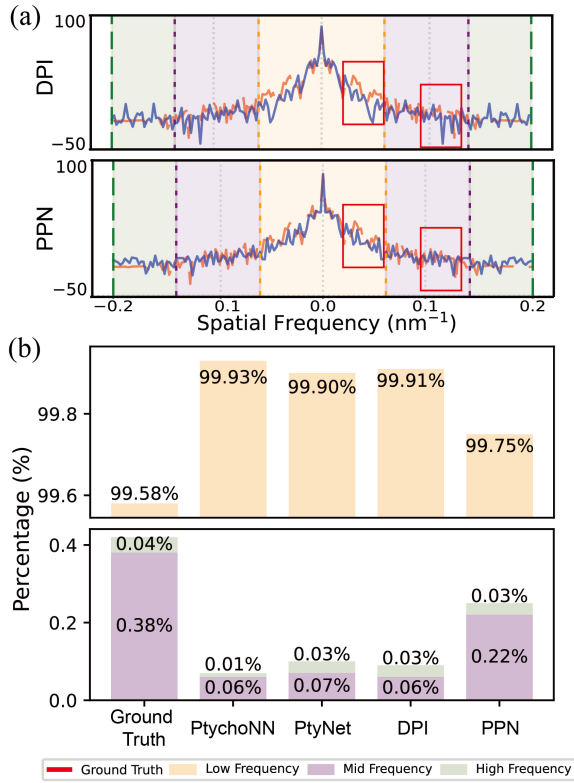 (a)
100
DPI
−50
100
PPN
−50
−0.2
0.1
0.0
0.1
0.2
Spatial Frequency (nm⁻¹)
(b)
Percentage (%)
99.8
99.6
99.58%
99.93%
99.90%
99.91%
99.75%
0.4
0.2
0.0
0.04%
0.38%
0.01%
0.06%
0.03%
0.07%
0.03%
0.06%
0.03%
0.22%
Ground Truth
PtychoNN
PtyNet
DPI
PPN
Ground Truth
Low Frequency
Mid Frequency
High Frequency